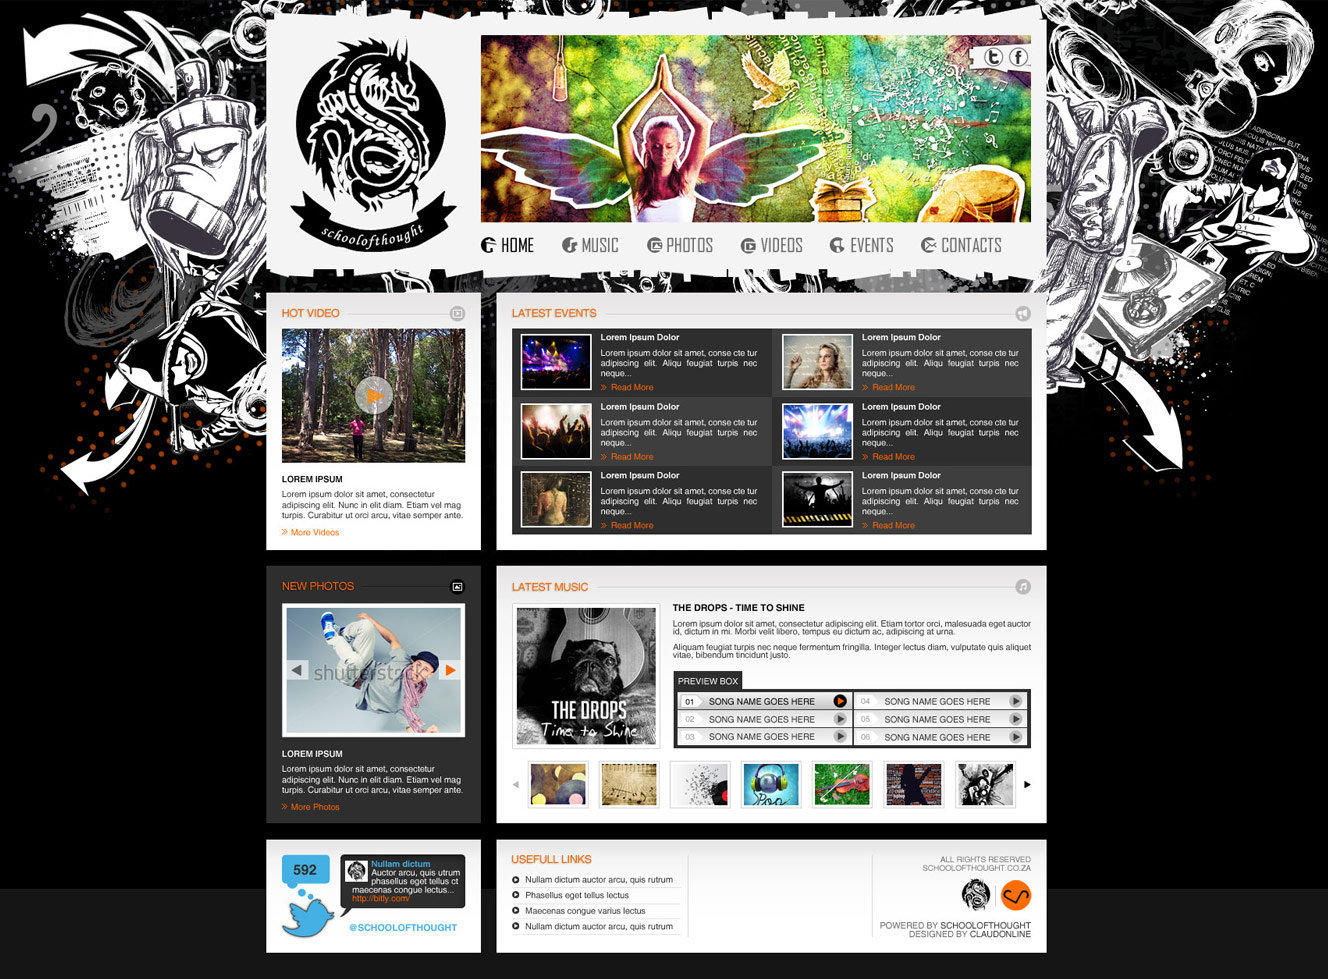 schoolofthought
HOME
MUSIC
PHOTOS
VIDEOS
EVENTS
CONTACTS
HOT VIDEO
LOREM IPSUM
Lorem ipsum dolor sit amet, consectetur
adipiscing elit. Nunc in elit diam. Etiam vel mag
turpis. Curabitur ut orci arcu, vitae semper ante.
More Videos
LATEST EVENTS
Lorem Ipsum Dolor
Lorem ipsum dolor sit amet, conse cte tur
adipiscing elit. Aliqu feugiat turpis nec
neque...
Read More
Lorem Ipsum Dolor
Lorem ipsum dolor sit amet, conse cte tur
adipiscing elit. Aliqu feugiat turpis nec
neque...
Read More
Lorem Ipsum Dolor
Lorem ipsum dolor sit amet, conse cte tur
adipiscing elit. Aliqu feugiat turpis nec
neque...
Read More
Lorem Ipsum Dolor
Lorem ipsum dolor sit amet, conse cte tur
adipiscing elit. Aliqu feugiat turpis nec
neque...
Read More
Lorem Ipsum Dolor
Lorem ipsum dolor sit amet, conse cte tur
adipiscing elit. Aliqu feugiat turpis nec
neque...
Read More
Lorem Ipsum Dolor
Lorem ipsum dolor sit amet, conse cte tur
adipiscing elit. Aliqu feugiat turpis nec
neque...
Read More
NEW PHOTOS
shutterstock
LOREM IPSUM
Lorem ipsum dolor sit amet, consectetur
adipiscing elit. Nunc in elit diam. Etiam vel mag
turpis. Curabitur ut orci arcu, vitae semper ante.
More Photos
LATEST MUSIC
THE DROPS
Time to Shine
THE DROPS - TIME TO SHINE
Lorem ipsum dolor sit amet, consectetur adipiscing elit. Etiam tortor orci, malesuada eget auctor
id, dictum in mi. Morbi velit libero, tempus eu dictum ac, adipiscing at urna.
Aliquam feugiat turpis nec neque fermentum fringilla. Integer lectus diam, vulputate quis aliquet
vitae, bibendum tincidunt justo.
PREVIEW BOX
01 SONG NAME GOES HERE
04 SONG NAME GOES HERE
02 SONG NAME GOES HERE
05 SONG NAME GOES HERE
03 SONG NAME GOES HERE
06 SONG NAME GOES HERE
592
Nullam dictum
Auctor arcu, quis utrum
phasellus eget tellus ct
maecenas congue lectus...
http://bitly.com/
@SCHOOLOFTHOUGHT
USEFULL LINKS
Nullam dictum auctor arcu, quis rutrum
Phasellus eget tellus lectus
Maecenas congue varius lectus
Nullam dictum auctor arcu, quis rutrum
ALL RIGHTS RESERVED
SCHOOLOFTHOUGHT.CO.ZA
POWERED BY SCHOOLOFTHOUGHT
DESIGNED BY CLAUDONLINE